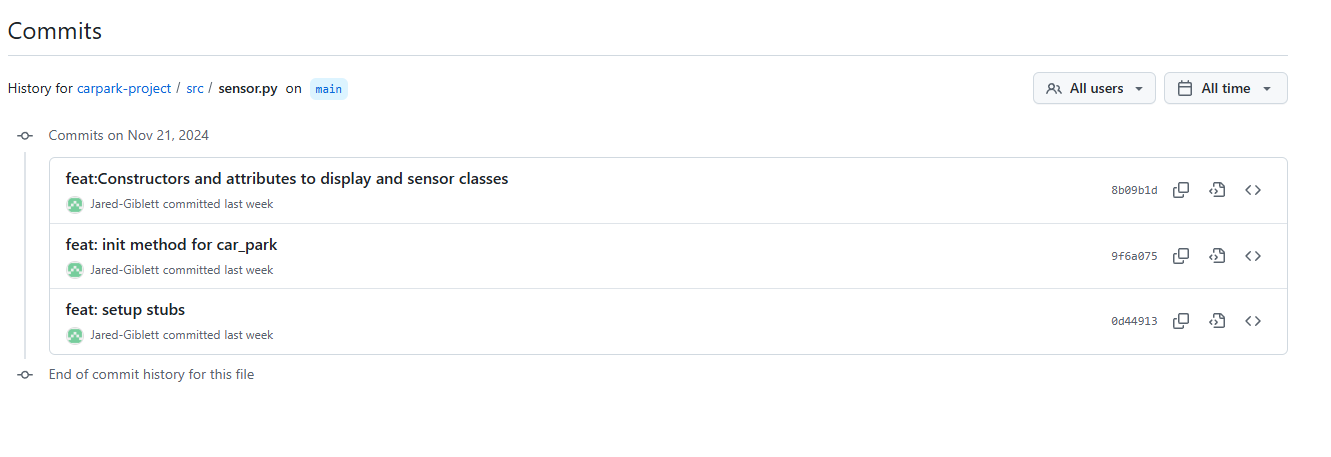 Commits
History for carpark-project / src / sensor.py on main
All users
All time
Commits on Nov 21, 2024
feat:Constructors and attributes to display and sensor classes
Jared-Giblett committed last week
8b09b1d
feat: init method for car_park
Jared-Giblett committed last week
9f6a075
feat: setup stubs
Jared-Giblett committed last week
0d44913
End of commit history for this file